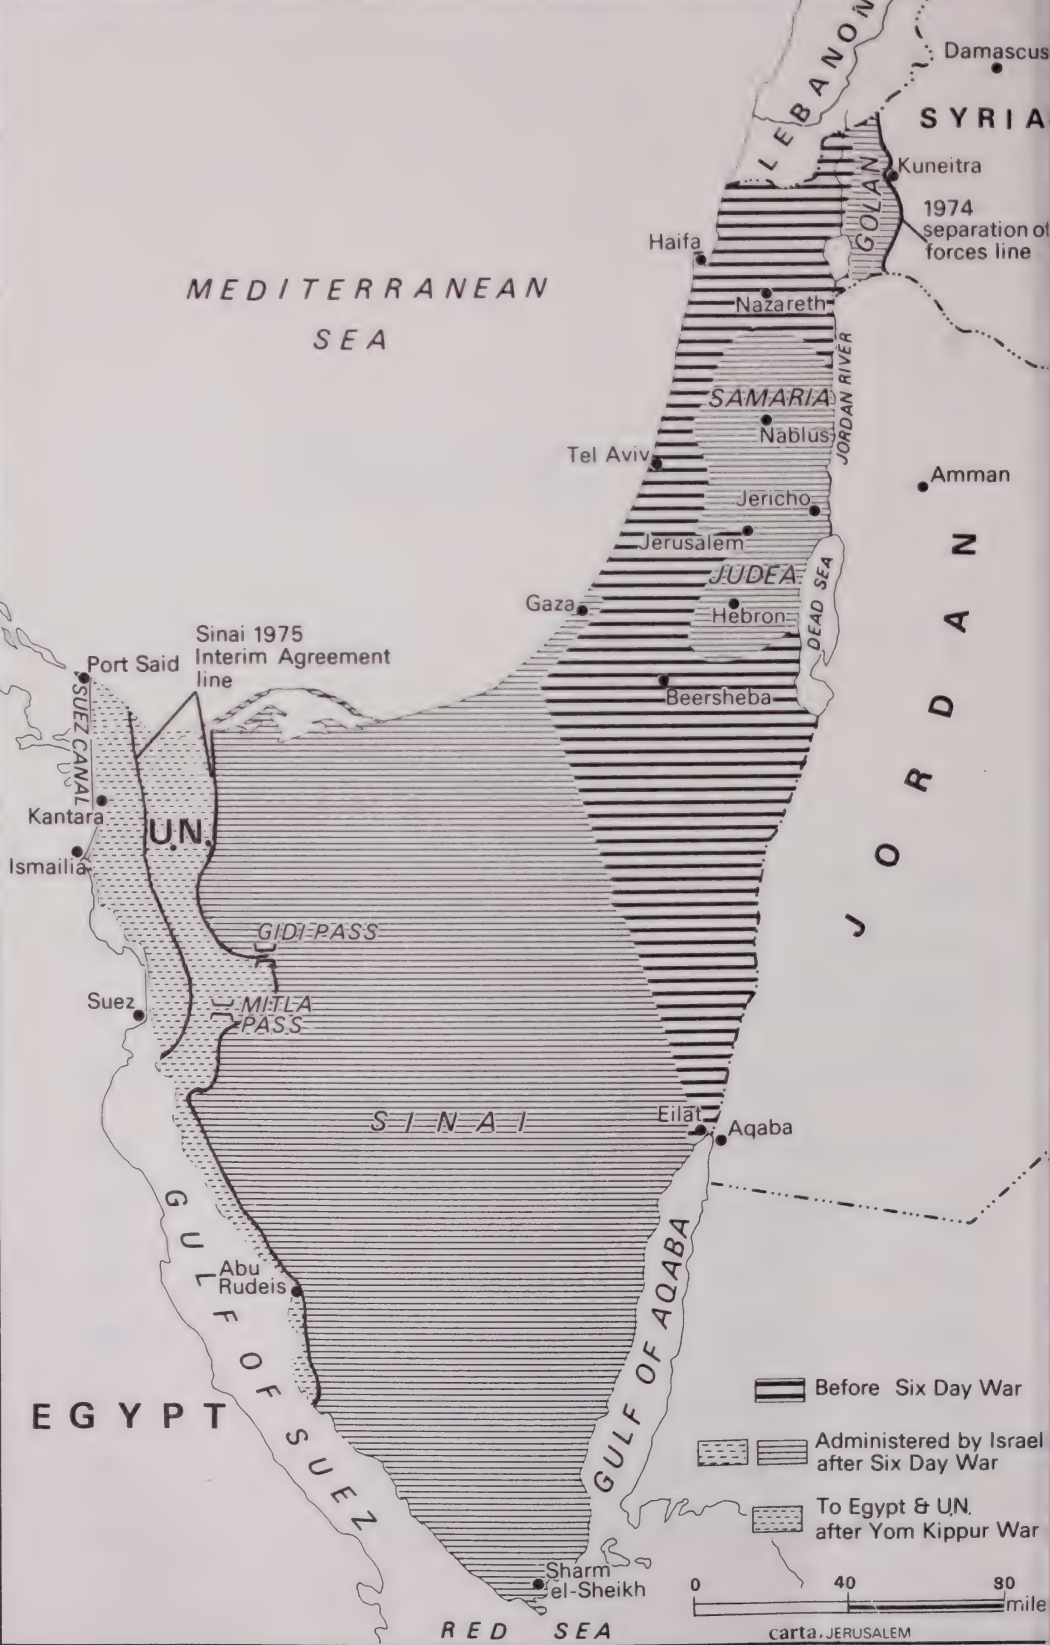 LEBANON
Damascus
SYRIA
Kuneitra
GOLAN
1974
separation of
forces line
Haifa
MEDITERRANEAN
SEA
Nazareth
JORDAN RIVER
SAMARIA
Nablus
Tel Aviv
Amman
Jericho
Jerusalem
JUDEA
DEAD SEA
Gaza
Hebron
JORDAN
Sinai 1975
Interim Agreement
line
Port Said
SUEZ CANAL
Beersheba
Kantara
U.N.
Ismailia
GIDI PASS
Suez
MITLA
PASS
SINAI
Eilat
Aqaba
GULF OF SUEZ
Abu
Rudeis
GULF OF AQABA
EGYPT
Before Six Day War
Administered by Israel
after Six Day War
To Egypt & U.N.
after Yom Kippur War
Sharm
el-Sheikh
0 40 80
mile
RED SEA
carta, JERUSALEM